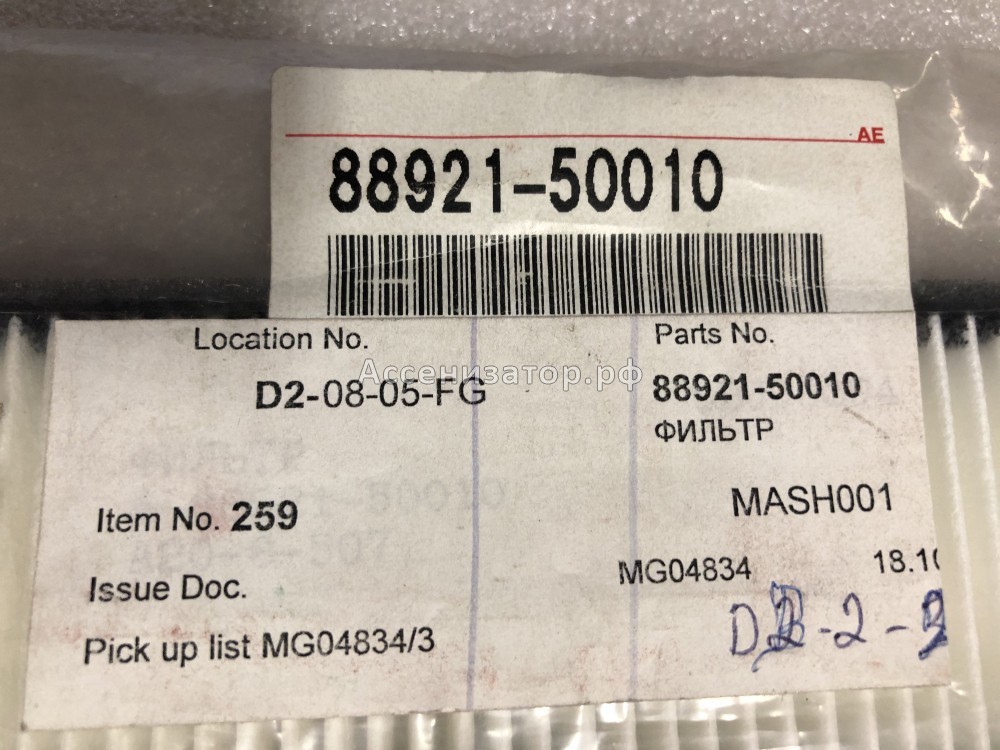 AE
88921-50010
Location No.
Parts No.
Ассенизатор.рф
D2-08-05-FG
88921-50010
ФИЛЬТР
Item No. 259
MASH001
Issue Doc.
MG04834 18.10
Pick up list MG04834/3